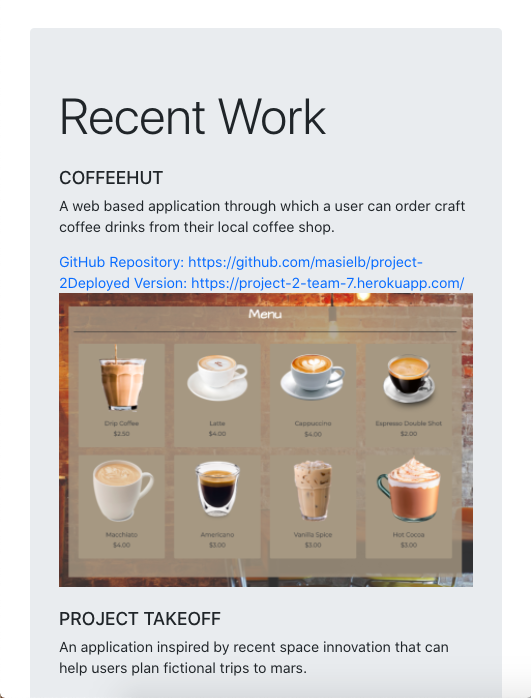 Recent Work
COFFEEHUT
A web based application through which a user can order craft
coffee drinks from their local coffee shop.
GitHub Repository: https://github.com/masielb/project-
2Deployed Version: https://project-2-team-7.herokuapp.com/
Menu
Drip Coffee
$2.50
Latte
$4.00
Cappuccino
$4.00
Espresso Double Shot
$2.00
Macchiato
$4.00
Americano
$3.00
Vanilla Spice
$3.00
Hot Cocoa
$3.00
PROJECT TAKEOFF
An application inspired by recent space innovation that can
help users plan fictional trips to mars.